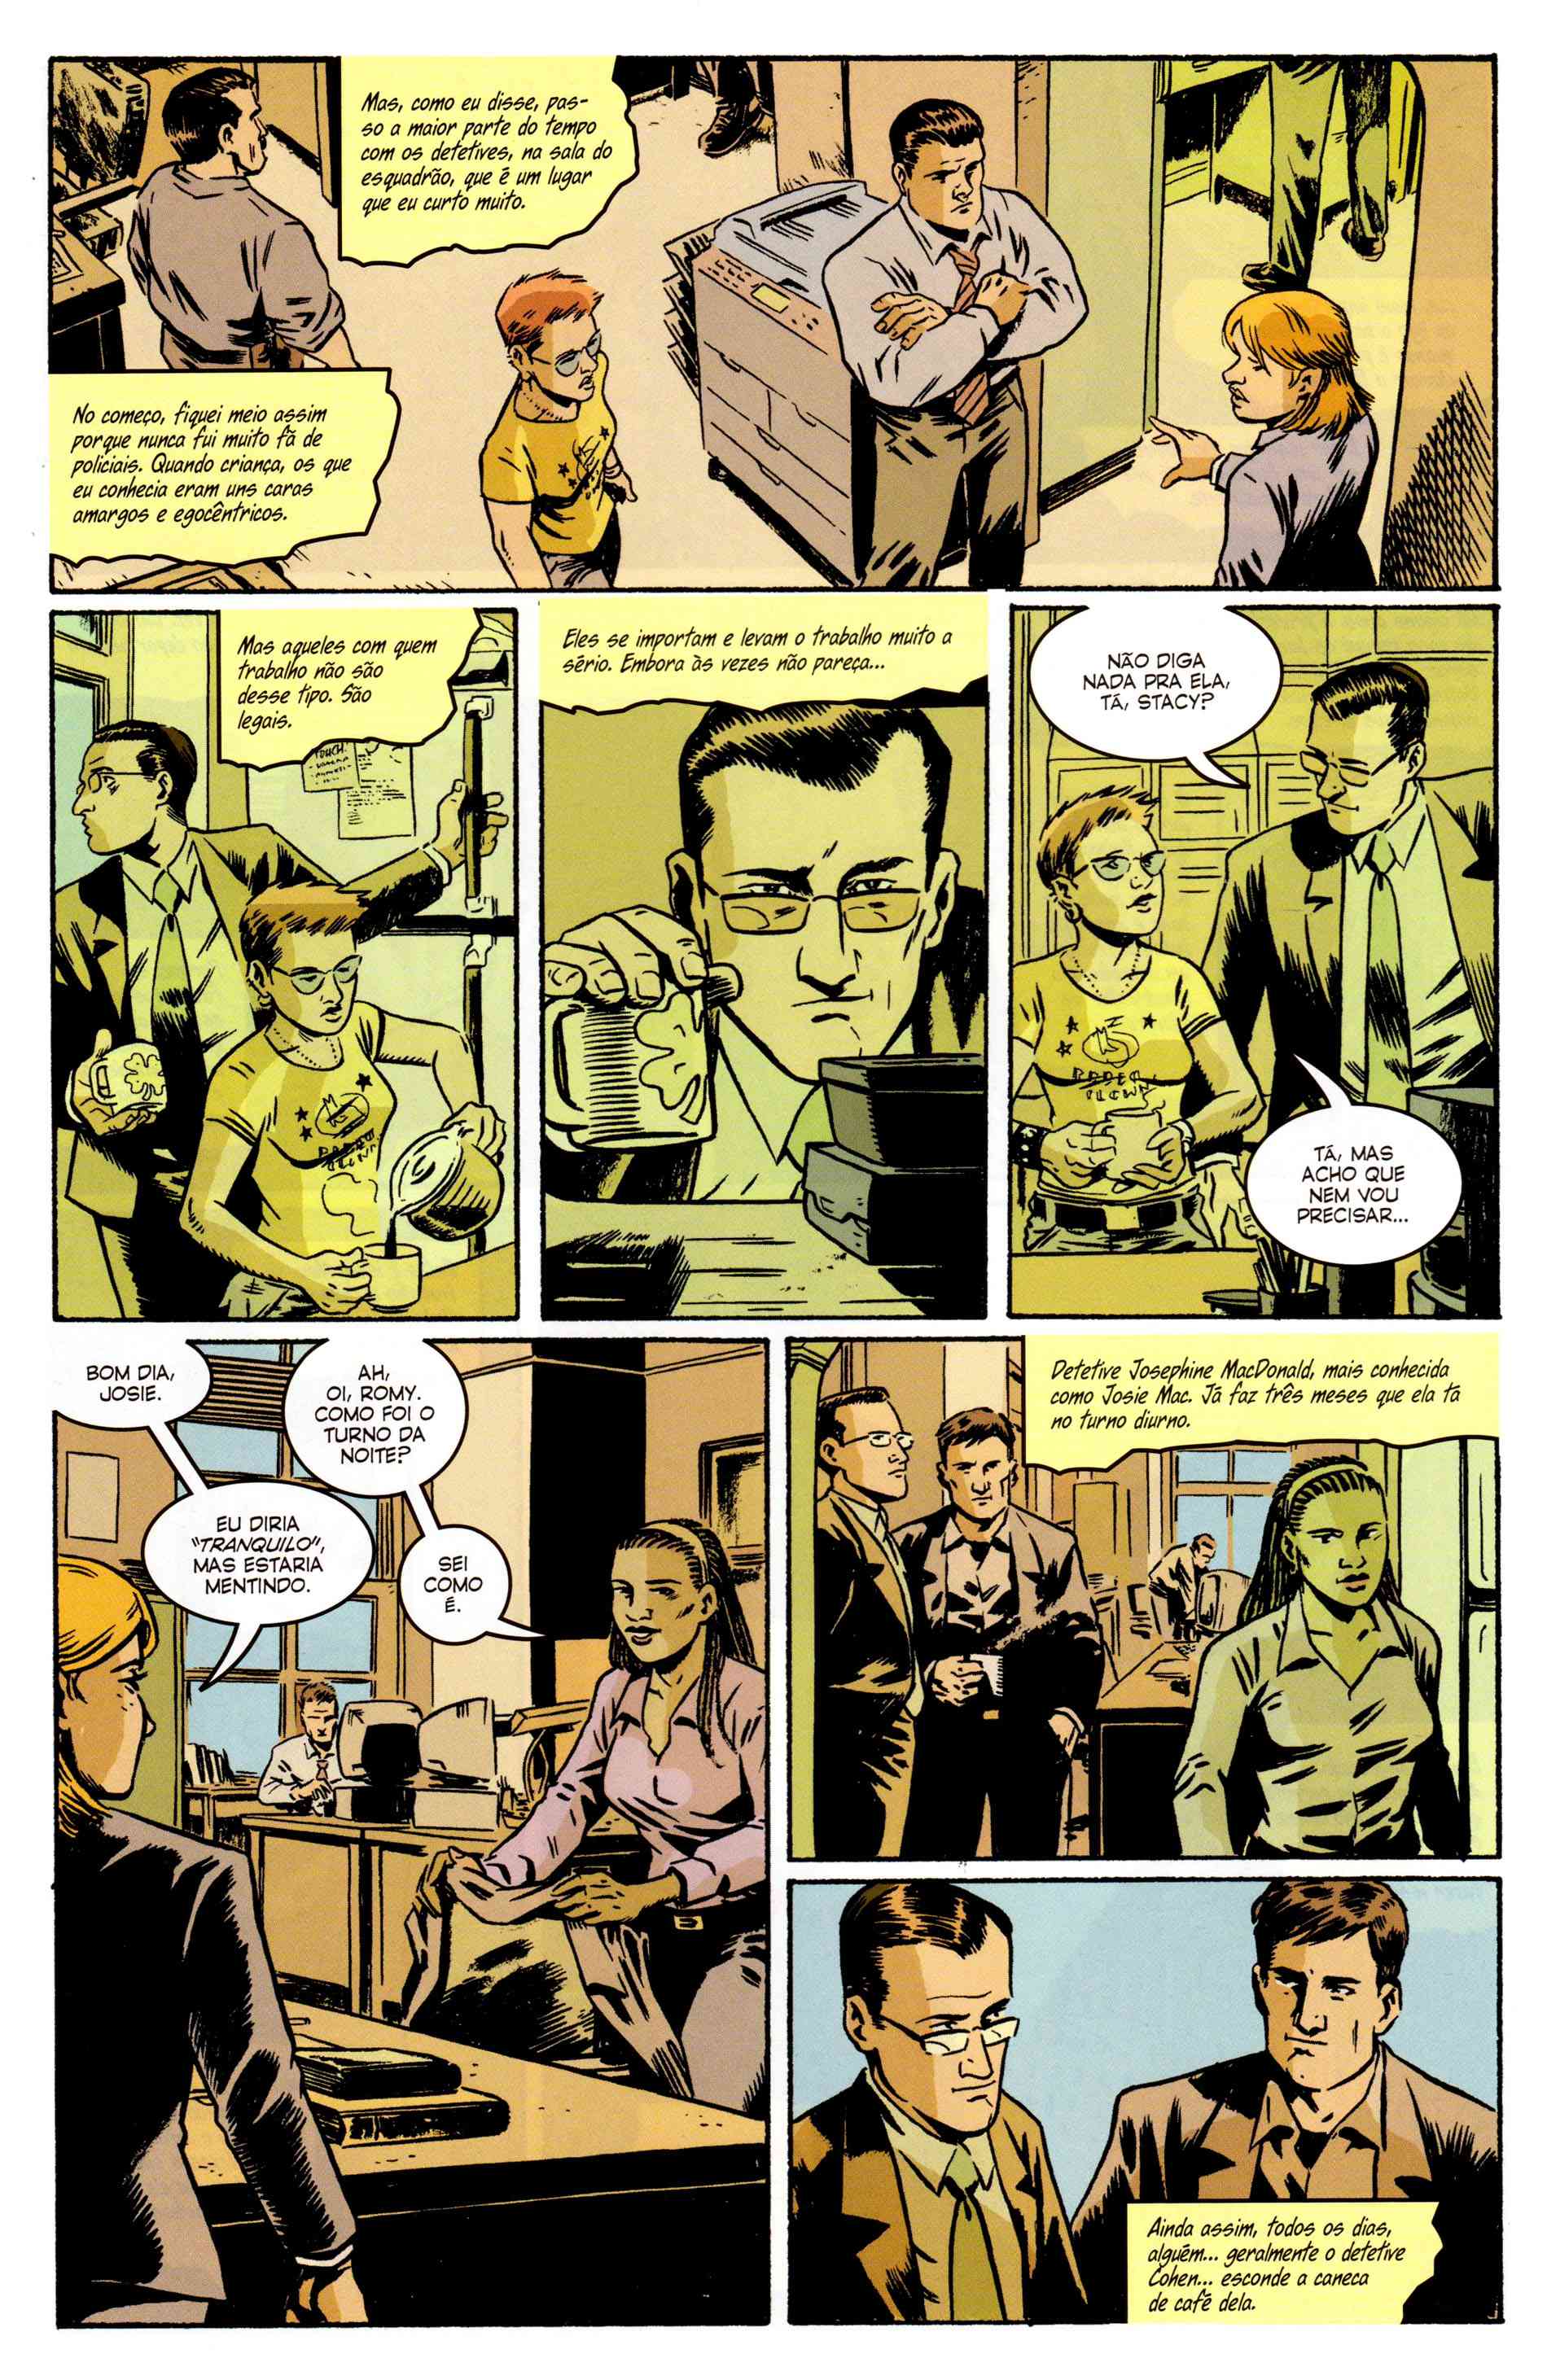 Mas, como eu disse, pas-
so a maior parte do tempo
com os detetives, na sala do
esquadrão, que é um lugar
que eu curto muito.
No começo, fiquei meio assim
porque nunca fui muito fã de
policiais. Quando criança, os que
eu conhecia eram uns caras
amargos e egocêntricos.
Mas aqueles com quem
trabalho não são
desse tipo. São
legais.
Eles se importam e levam o trabalho muito a
sério. Embora às vezes não pareça...
NÃO DIGA
NADA PRA ELA,
TÁ, STACY?
TÁ, MAS
ACHO QUE
NEM VOU
PRECISAR...
BOM DIA,
JOSIE.
AH,
OI, ROMY.
COMO FOI O
TURNO DA
NOITE?
EU DIRIA
"TRANQUILO",
MAS ESTARIA
MENTINDO.
SEI
COMO
É.
Detetive Josephine MacDonald, mais conhecida
como Josie Mac. Já faz três meses que ela tá
no turno diurno.
Ainda assim, todos os dias,
alguém... geralmente o detetive
Cohen... esconde a caneca
de café dela.